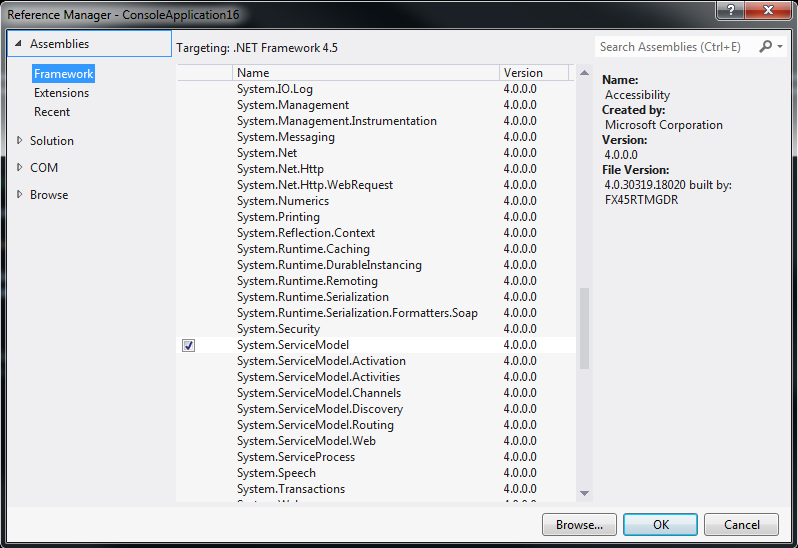 Reference Manager - ConsoleApplication16
Assemblies
Framework
Extensions
Recent
Solution
COM
Browse
Targeting: .NET Framework 4.5
Search Assemblies (Ctrl+E)
Name Version
System.IO.Log 4.0.0.0
System.Management 4.0.0.0
System.Management.Instrumentation 4.0.0.0
System.Messaging 4.0.0.0
System.Net 4.0.0.0
System.Net.Http 4.0.0.0
System.Net.Http.WebRequest 4.0.0.0
System.Numerics 4.0.0.0
System.Printing 4.0.0.0
System.Reflection.Context 4.0.0.0
System.Runtime.Caching 4.0.0.0
System.Runtime.DurableInstancing 4.0.0.0
System.Runtime.Remoting 4.0.0.0
System.Runtime.Serialization 4.0.0.0
System.Runtime.Serialization.Formatters.Soap 4.0.0.0
System.Security 4.0.0.0
System.ServiceModel 4.0.0.0
System.ServiceModel.Activation 4.0.0.0
System.ServiceModel.Activities 4.0.0.0
System.ServiceModel.Channels 4.0.0.0
System.ServiceModel.Discovery 4.0.0.0
System.ServiceModel.Routing 4.0.0.0
System.ServiceModel.Web 4.0.0.0
System.ServiceProcess 4.0.0.0
System.Speech 4.0.0.0
System.Transactions 4.0.0.0
Name:
Accessibility
Created by:
Microsoft Corporation
Version:
4.0.0.0
File Version:
4.0.30319.18020 built by:
FX45RTMGDR
Browse...
OK
Cancel